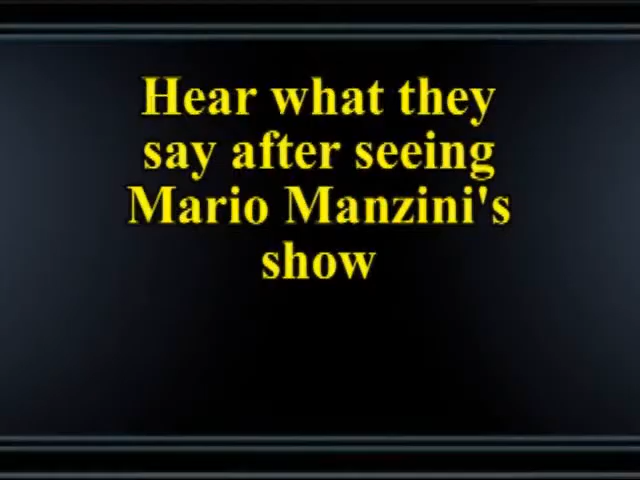 Hear what they
say after seeing
Mario Manzini's
show